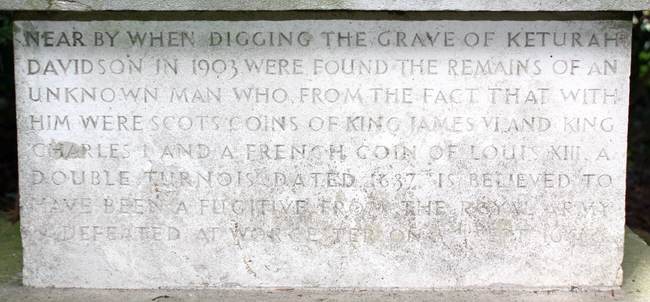 NEAR BY WHEN DIGGING THE GRAVE OF KETURAH
DAVIDSON IN 1903 WERE FOUND THE REMAINS OF AN
UNKNOWN MAN WHO, FROM THE FACT THAT WITH
HIM WERE SCOTS COINS OF KING JAMES VI, AND KING
CHARLES I, AND A FRENCH COIN OF LOUIS XIII, A
DOUBLE TURNOIS DATED 1637, IS BELIEVED TO
HAVE BEEN A FUGITIVE FROM THE ROYAL ARMY
DEFEATED AT WORCESTER ON